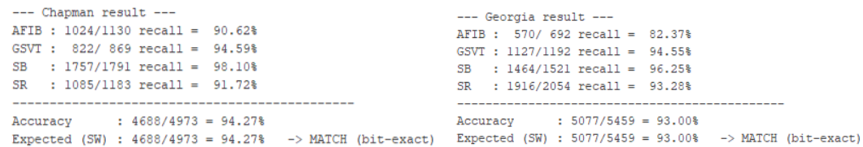 --- Chapman result ---
AFIB : 1024/1130 recall = 90.62%
GSVT : 822/ 869 recall = 94.59%
SB : 1757/1791 recall = 98.10%
SR : 1085/1183 recall = 91.72%
------------------------------------------------
Accuracy : 4688/4973 = 94.27%
Expected (SW) : 4688/4973 = 94.27% -> MATCH (bit-exact)
--- Georgia result ---
AFIB : 570/ 692 recall = 82.37%
GSVT : 1127/1192 recall = 94.55%
SB : 1464/1521 recall = 96.25%
SR : 1916/2054 recall = 93.28%
----------------------------------------------
Accuracy : 5077/5459 = 93.00%
Expected (SW) : 5077/5459 = 93.00% -> MATCH (bit-exact)